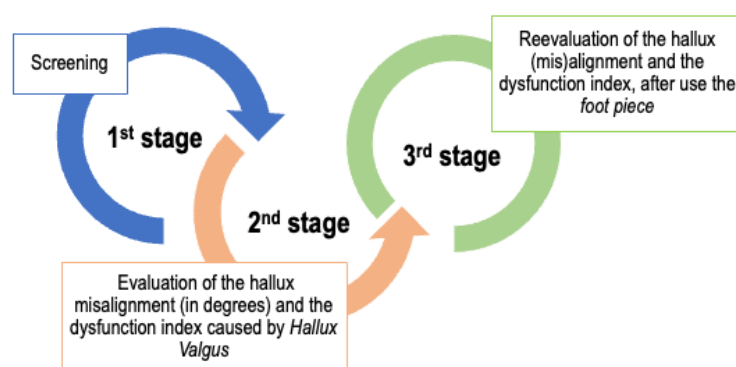 Screening
1st stage
2nd stage
Evaluation of the hallux
misalignment (in degrees) and the
dysfunction index caused by Hallux
Valgus
3rd stage
Reevaluation of the hallux
(mis)alignment and the
dysfunction index, after use the
foot piece